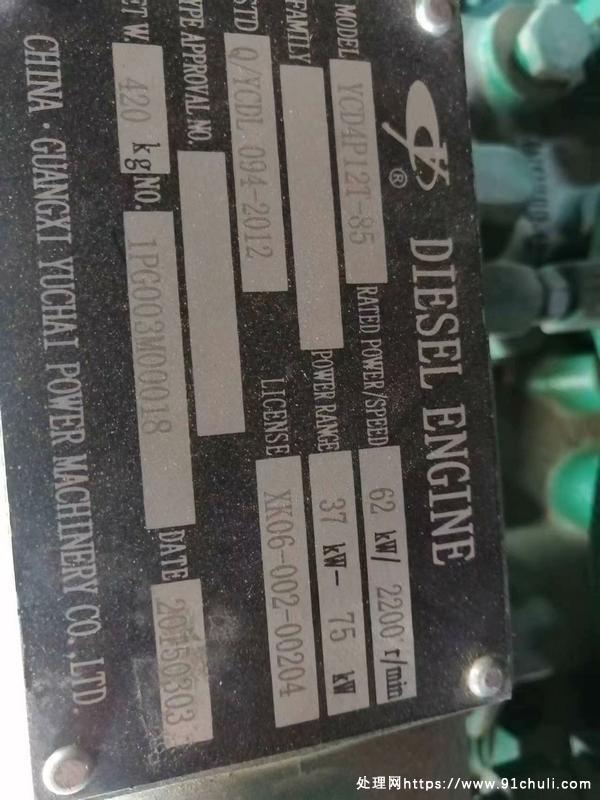 DIESEL ENGINE
MODEL YCD4P12T-85 RATED POWER/SPEED 62 kW/ 2200 r/min
FAMILY POWER RANGE 37 kW- 75 kW
STD Q/YCDL 094-2012 LICENSE XK06-002-00204
TYPE APPROVAL NO.
NET W. 420 kg NO. 1PG003M00018 DATE 20150303
CHINA · GUANGXI YUCHAI POWER MACHINERY CO., LTD.
处理网https://www.91chuli.com